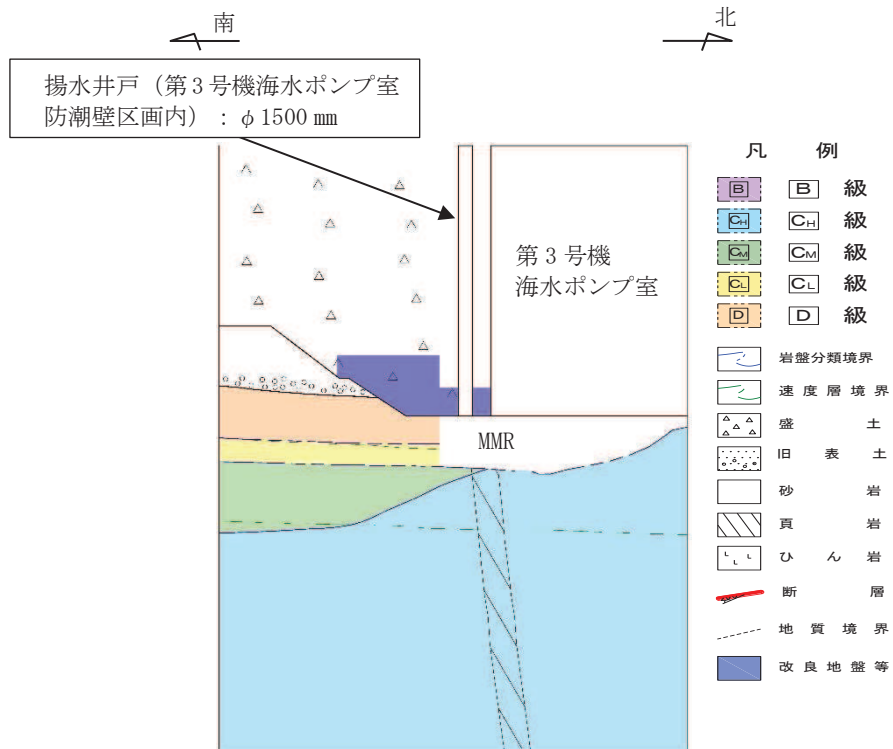 南
北
揚水井戸（第3号機海水ポンプ室
防潮壁区画内）：φ1500 mm
第3号機
海水ポンプ室
MMR
凡例
B B 級
CH CH 級
CM CM 級
CL CL 級
D D 級
岩盤分類境界
速度層境界
盛土
旧表土
砂岩
頁岩
ひん岩
断層
地質境界
改良地盤等